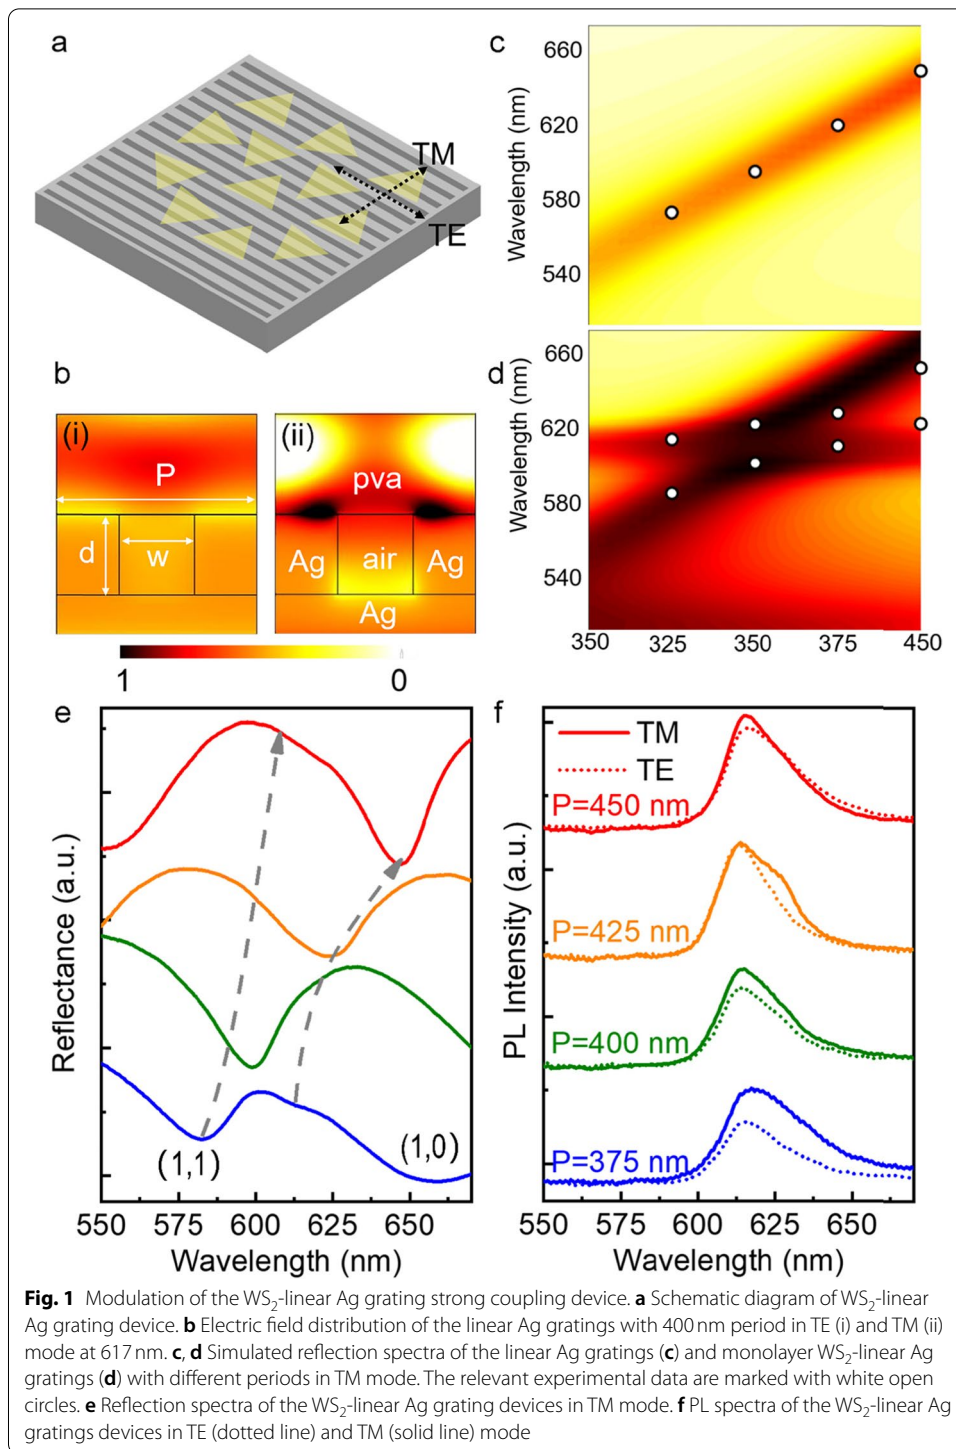 a
TM
TE
b
(i)
P
d
w
(ii)
pva
Ag
air
Ag
Ag
1
0
c
Wavelength (nm)
660
620
580
540
d
Wavelength (nm)
660
620
580
540
350 325 350 375 450
e
Reflectance (a.u.)
(1,1)
(1,0)
550 575 600 625 650
Wavelength (nm)
f
PL Intensity (a.u.)
TM
TE
P=450 nm
P=425 nm
P=400 nm
P=375 nm
550 575 600 625 650
Wavelength (nm)
Fig. 1 Modulation of the WS₂-linear Ag grating strong coupling device. a Schematic diagram of WS₂-linear
Ag grating device. b Electric field distribution of the linear Ag gratings with 400 nm period in TE (i) and TM (ii)
mode at 617 nm. c, d Simulated reflection spectra of the linear Ag gratings (c) and monolayer WS₂-linear Ag
gratings (d) with different periods in TM mode. The relevant experimental data are marked with white open
circles. e Reflection spectra of the WS₂-linear Ag grating devices in TM mode. f PL spectra of the WS₂-linear Ag
gratings devices in TE (dotted line) and TM (solid line) mode